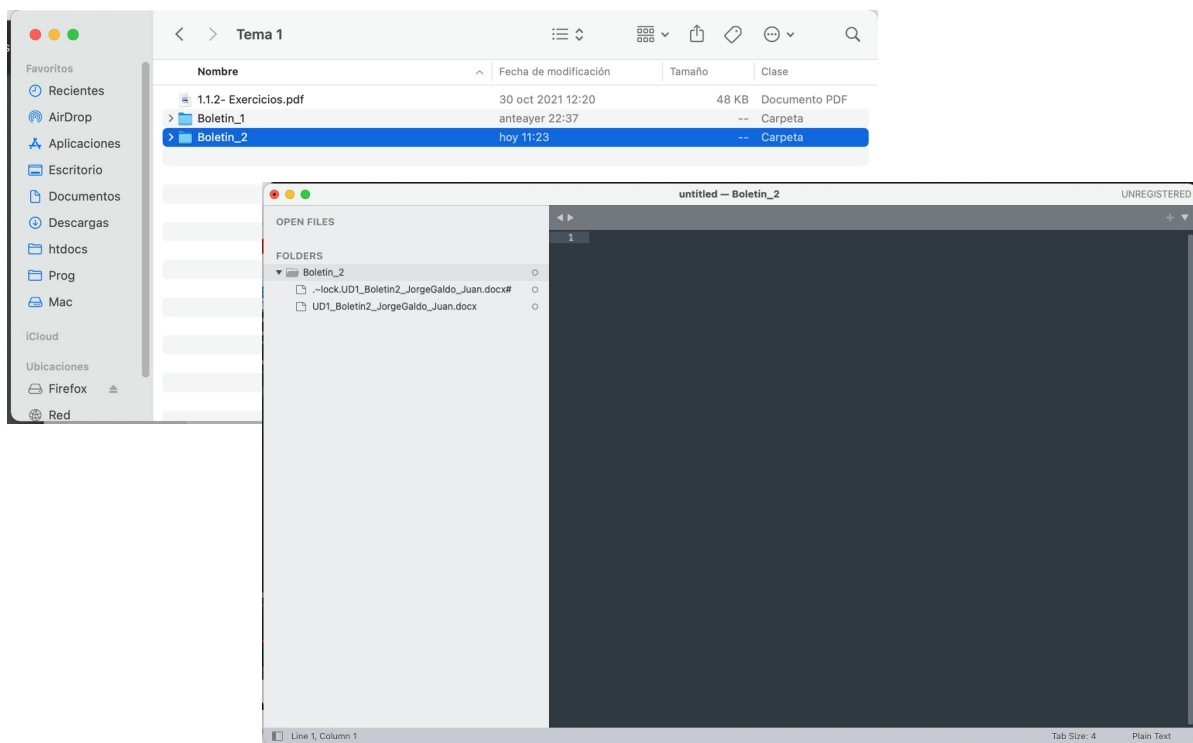 Tema 1
Favoritos
Recientes
AirDrop
Aplicaciones
Escritorio
Documentos
Descargas
htdocs
Prog
Mac
iCloud
Ubicaciones
Firefox
Red
Nombre Fecha de modificación Tamaño Clase
1.1.2- Exercicios.pdf 30 oct 2021 12:20 48 KB Documento PDF
Boletin_1 anteayer 22:37 -- Carpeta
Boletin_2 hoy 11:23 -- Carpeta
untitled — Boletin_2 UNREGISTERED
OPEN FILES
FOLDERS
Boletin_2
.~lock.UD1_Boletin2_JorgeGaldo_Juan.docx#
UD1_Boletin2_JorgeGaldo_Juan.docx
1
Line 1, Column 1 Tab Size: 4 Plain Text